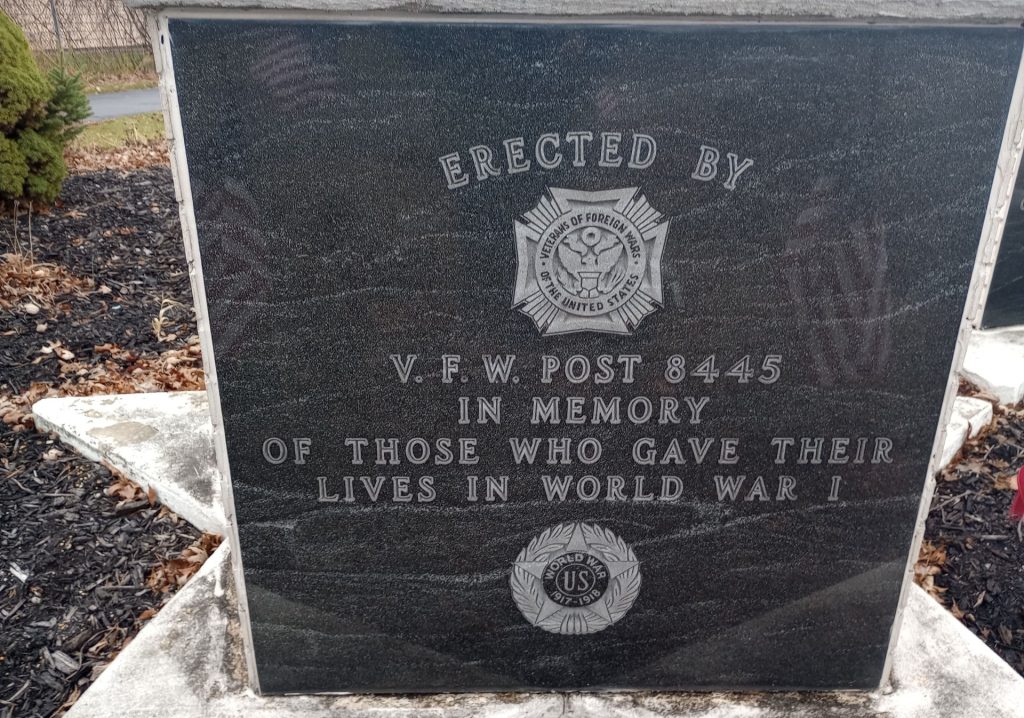 ERECTED BY
VETERANS OF FOREIGN WARS
OF THE UNITED STATES
V. F. W. POST 8445
IN MEMORY
OF THOSE WHO GAVE THEIR
LIVES IN WORLD WAR I
WORLD WAR
US
1917-1918